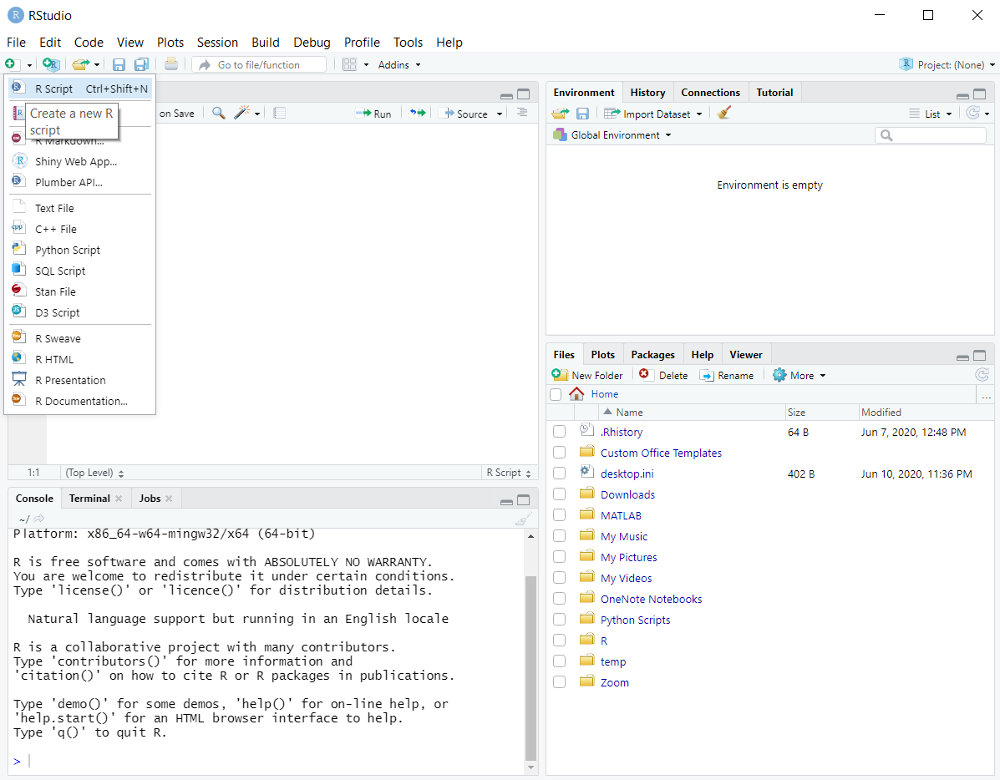 RStudio
File Edit Code View Plots Session Build Debug Profile Tools Help
Go to file/function Addins Project: (None)
R Script Ctrl+Shift+N
Create a new R
script
R Markdown...
Shiny Web App...
Plumber API...
Text File
C++ File
Python Script
SQL Script
Stan File
D3 Script
R Sweave
R HTML
R Presentation
R Documentation...
on Save Run Source
1:1 (Top Level) R Script
Console Terminal Jobs
~/
Platform: x86_64-w64-mingw32/x64 (64-bit)
R is free software and comes with ABSOLUTELY NO WARRANTY.
You are welcome to redistribute it under certain conditions.
Type 'license()' or 'licence()' for distribution details.
Natural language support but running in an English locale
R is a collaborative project with many contributors.
Type 'contributors()' for more information and
'citation()' on how to cite R or R packages in publications.
Type 'demo()' for some demos, 'help()' for on-line help, or
'help.start()' for an HTML browser interface to help.
Type 'q()' to quit R.
>
Environment History Connections Tutorial
Import Dataset List
Global Environment
Environment is empty
Files Plots Packages Help Viewer
New Folder Delete Rename More
Home ...
Name Size Modified
.Rhistory 64 B Jun 7, 2020, 12:48 PM
Custom Office Templates
desktop.ini 402 B Jun 10, 2020, 11:36 PM
Downloads
MATLAB
My Music
My Pictures
My Videos
OneNote Notebooks
Python Scripts
R
temp
Zoom